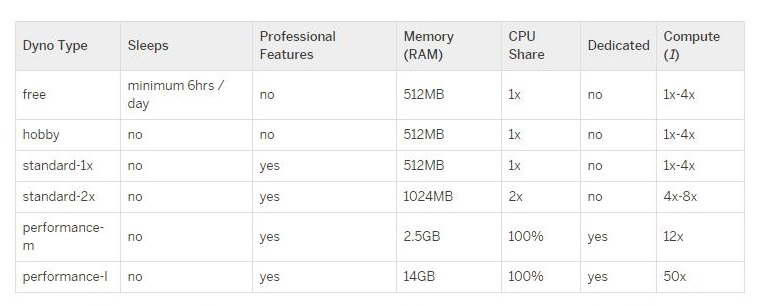 Dyno Type Sleeps Professional Features Memory (RAM) CPU Share Dedicated Compute (1)
free minimum 6hrs / day no 512MB 1x no 1x-4x
hobby no no 512MB 1x no 1x-4x
standard-1x no yes 512MB 1x no 1x-4x
standard-2x no yes 1024MB 2x no 4x-8x
performance-m no yes 2.5GB 100% yes 12x
performance-l no yes 14GB 100% yes 50x